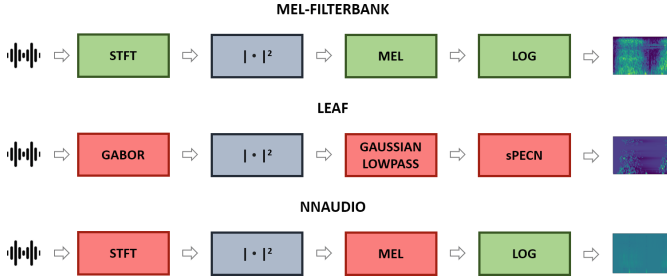 MEL-FILTERBANK
STFT
| • |²
MEL
LOG
LEAF
GABOR
| • |²
GAUSSIAN
LOWPASS
sPECN
NNAUDIO
STFT
| • |²
MEL
LOG